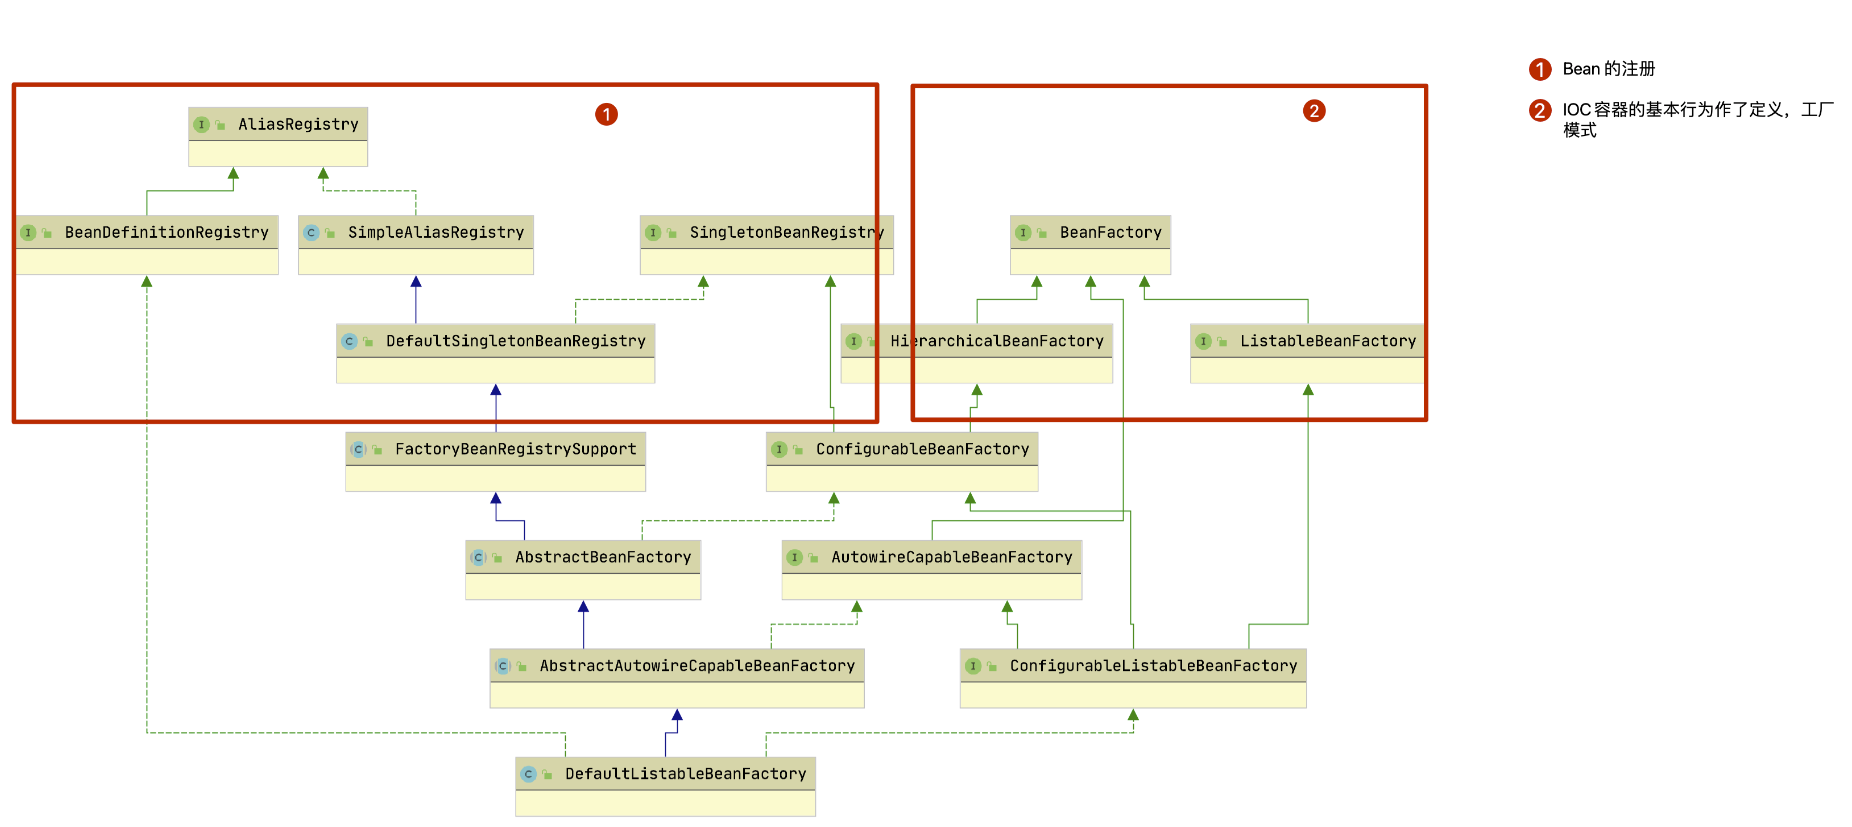 1 Bean 的注册
2 IOC 容器的基本行为作了定义，工厂
模式
1
2
I AliasRegistry
I BeanDefinitionRegistry
C SimpleAliasRegistry
I SingletonBeanRegistry
I BeanFactory
C DefaultSingletonBeanRegistry
I HierarchicalBeanFactory
I ListableBeanFactory
C FactoryBeanRegistrySupport
I ConfigurableBeanFactory
C AbstractBeanFactory
I AutowireCapableBeanFactory
C AbstractAutowireCapableBeanFactory
I ConfigurableListableBeanFactory
C DefaultListableBeanFactory